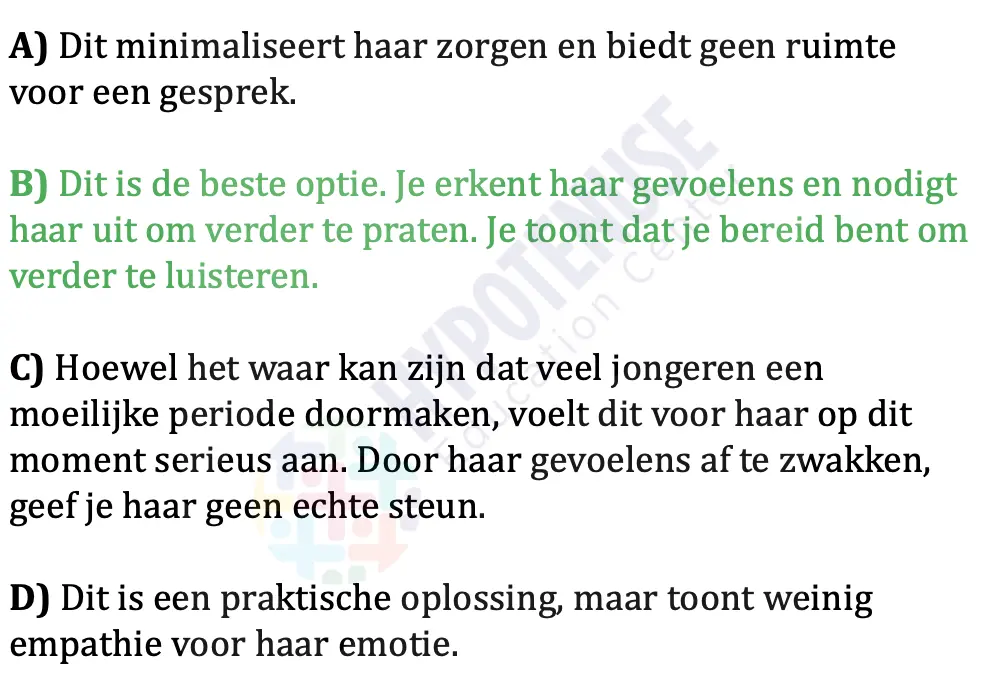 A) Dit minimaliseert haar zorgen en biedt geen ruimte
voor een gesprek.
B) Dit is de beste optie. Je erkent haar gevoelens en nodigt
haar uit om verder te praten. Je toont dat je bereid bent om
verder te luisteren.
C) Hoewel het waar kan zijn dat veel jongeren een
moeilijke periode doormaken, voelt dit voor haar op dit
moment serieus aan. Door haar gevoelens af te zwakken,
geef je haar geen echte steun.
D) Dit is een praktische oplossing, maar toont weinig
empathie voor haar emotie.
HYPOTENUSE
Education Center